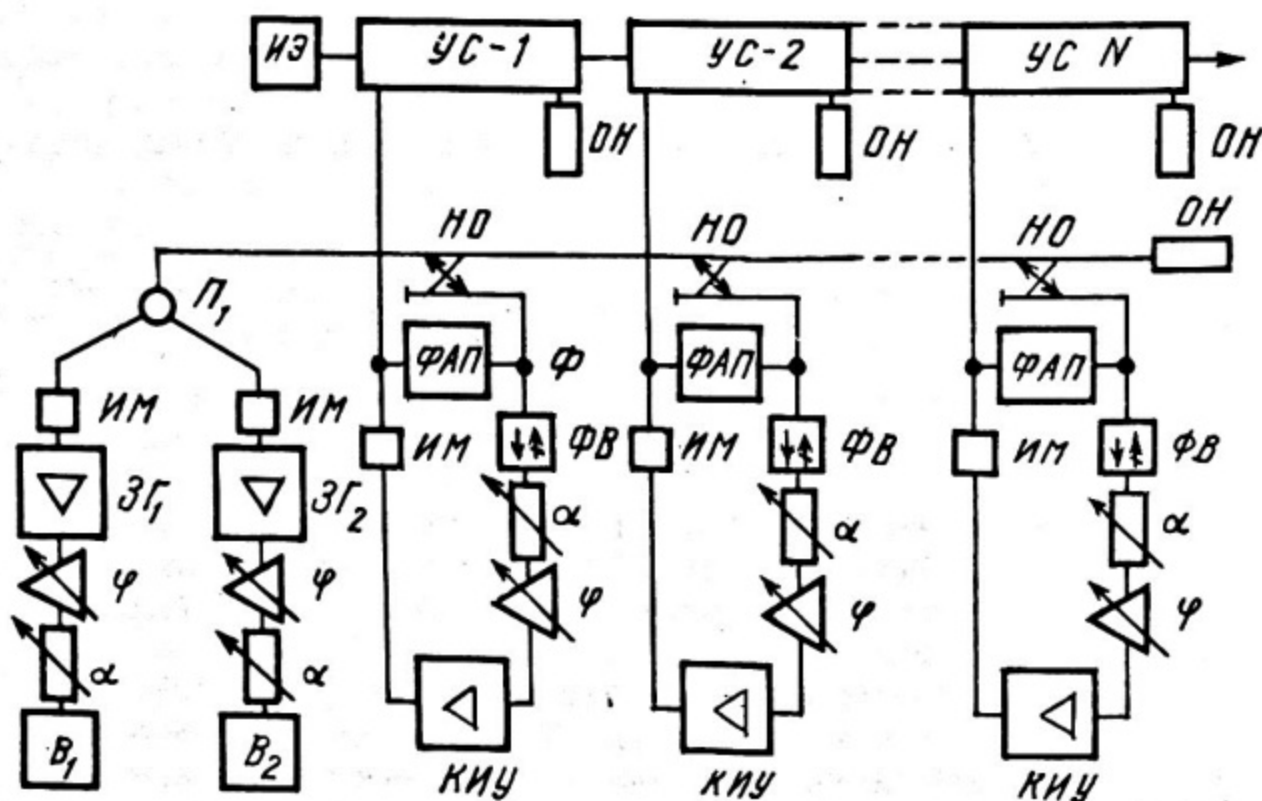 ИЭ УС-1 УС-2 УС N
ОН ОН ОН
НО НО НО ОН
П₁
ФАП Ф ФАП ФАП
ИМ ИМ ИМ ФВ ИМ ФВ ИМ ФВ
ЗГ₁ ЗГ₂ α α α
φ φ φ φ φ
α α
В₁ В₂
КИУ КИУ КИУ